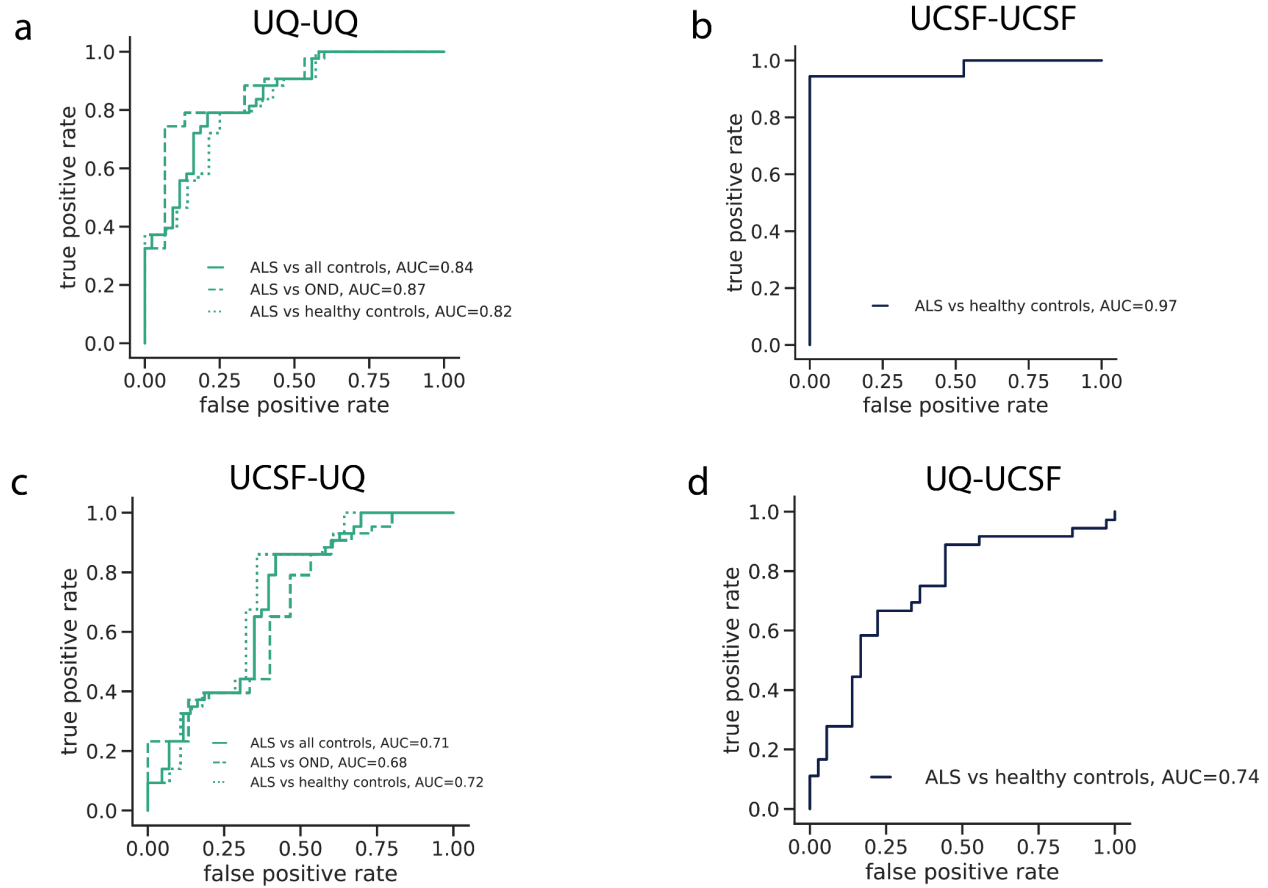 a
UQ-UQ
true positive rate
1.0
0.8
0.6
0.4
0.2
0.0
ALS vs all controls, AUC=0.84
ALS vs OND, AUC=0.87
ALS vs healthy controls, AUC=0.82
0.00 0.25 0.50 0.75 1.00
false positive rate
b
UCSF-UCSF
true positive rate
1.0
0.8
0.6
0.4
0.2
0.0
ALS vs healthy controls, AUC=0.97
0.00 0.25 0.50 0.75 1.00
false positive rate
c
UCSF-UQ
true positive rate
1.0
0.8
0.6
0.4
0.2
0.0
ALS vs all controls, AUC=0.71
ALS vs OND, AUC=0.68
ALS vs healthy controls, AUC=0.72
0.00 0.25 0.50 0.75 1.00
false positive rate
d
UQ-UCSF
true positive rate
1.0
0.8
0.6
0.4
0.2
0.0
ALS vs healthy controls, AUC=0.74
0.00 0.25 0.50 0.75 1.00
false positive rate